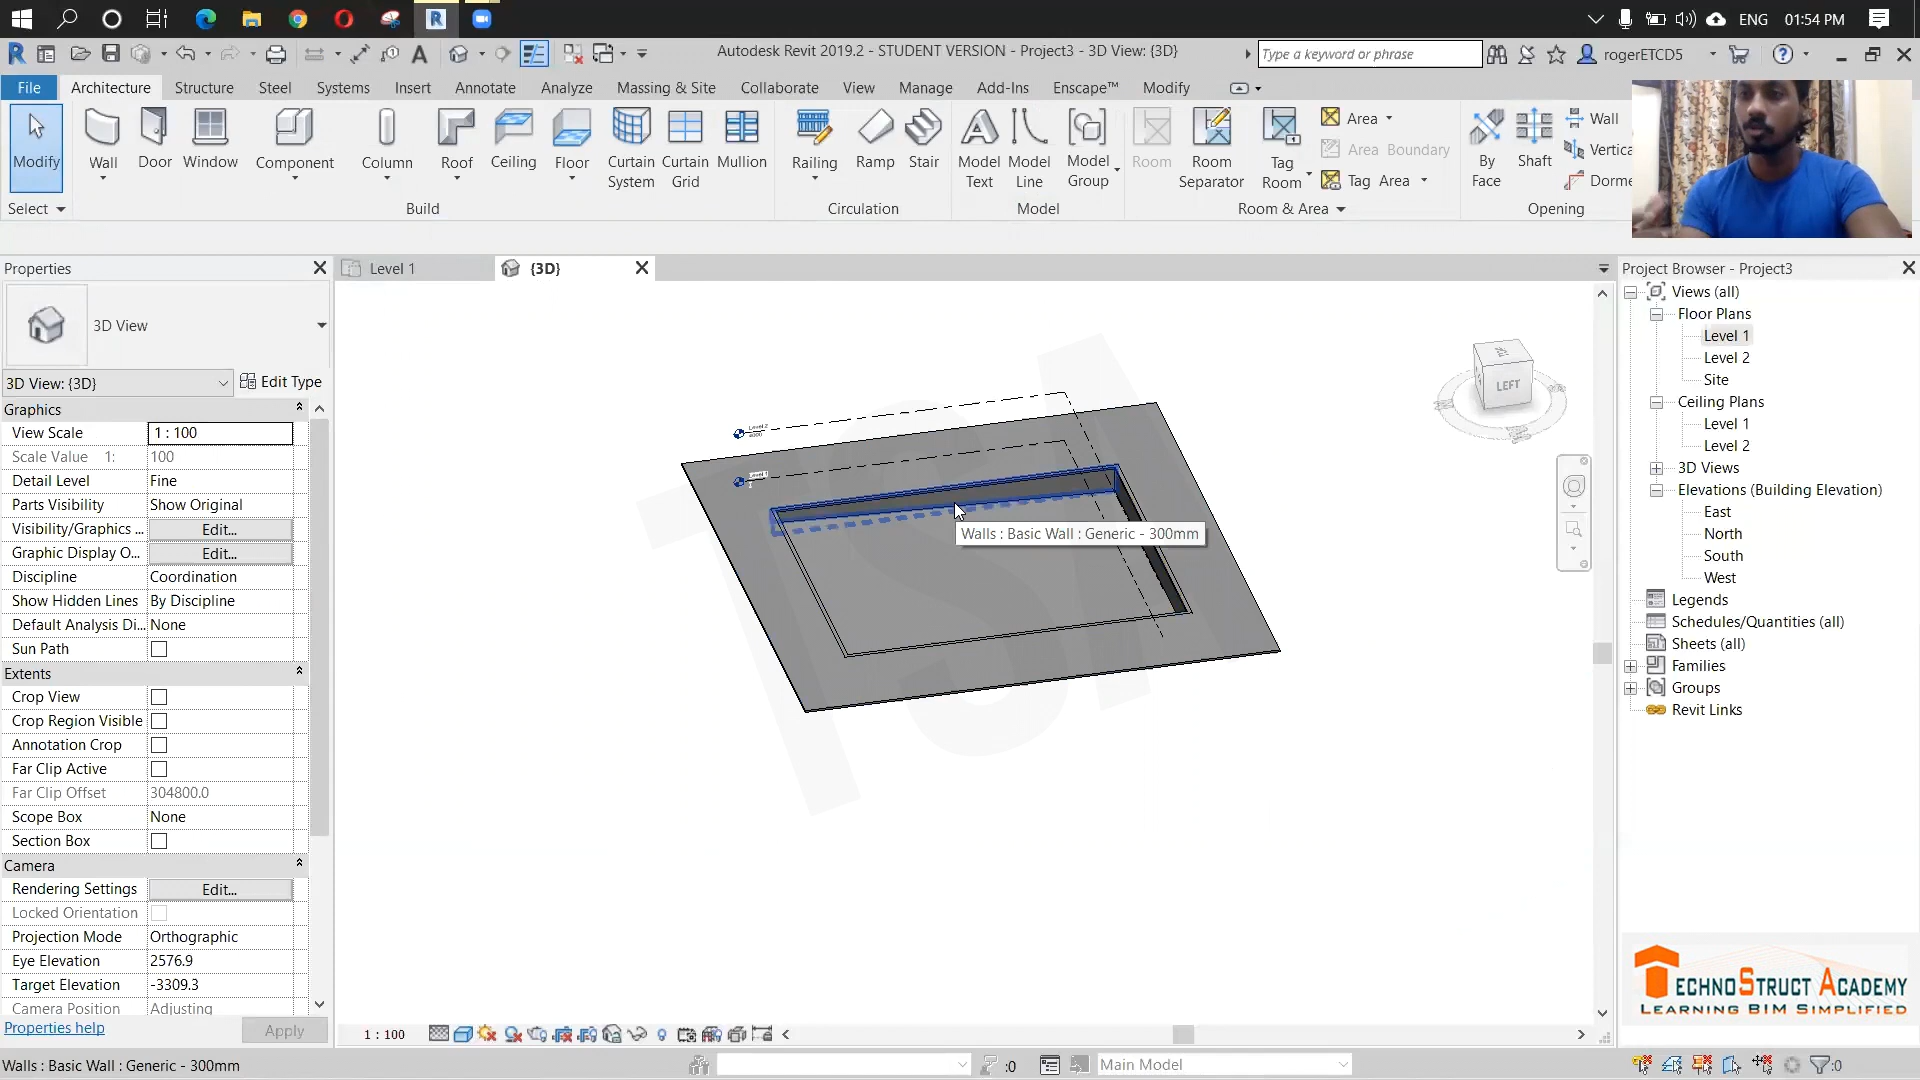 ENG
01:54 PM
Autodesk Revit 2019.2 - STUDENT VERSION - Project3 - 3D View: {3D}
Type a keyword or phrase
rogerETCD5
File
Architecture
Structure
Steel
Systems
Insert
Annotate
Analyze
Massing & Site
Collaborate
View
Manage
Add-Ins
Enscape™
Modify
Modify
Wall
Door
Window
Component
Column
Roof
Ceiling
Floor
Curtain System
Curtain Grid
Mullion
Railing
Ramp
Stair
Model Text
Model Line
Model Group
Room
Room Separator
Tag Room
Area
Area Boundary
Tag Area
By Face
Shaft
Wall
Vertica
Dorme
Select
Build
Circulation
Model
Room & Area
Opening
Properties
Level 1
{3D}
Project Browser - Project3
3D View
3D View: {3D}
Edit Type
Graphics
View Scale 1 : 100
Scale Value 1: 100
Detail Level Fine
Parts Visibility Show Original
Visibility/Graphics ... Edit...
Graphic Display O... Edit...
Discipline Coordination
Show Hidden Lines By Discipline
Default Analysis Di... None
Sun Path
Extents
Crop View
Crop Region Visible
Annotation Crop
Far Clip Active
Far Clip Offset 304800.0
Scope Box None
Section Box
Camera
Rendering Settings Edit...
Locked Orientation
Projection Mode Orthographic
Eye Elevation 2576.9
Target Elevation -3309.3
Camera Position Adjusting
Properties help
Apply
Level 2
LEFT
Walls : Basic Wall : Generic - 300mm
TSA
Views (all)
Floor Plans
Level 1
Level 2
Site
Ceiling Plans
Level 1
Level 2
3D Views
Elevations (Building Elevation)
East
North
South
West
Legends
Schedules/Quantities (all)
Sheets (all)
Families
Groups
Revit Links
TECHNOSTRUCT ACADEMY
LEARNING BIM SIMPLIFIED
1 : 100
Walls : Basic Wall : Generic - 300mm
:0
Main Model
:0